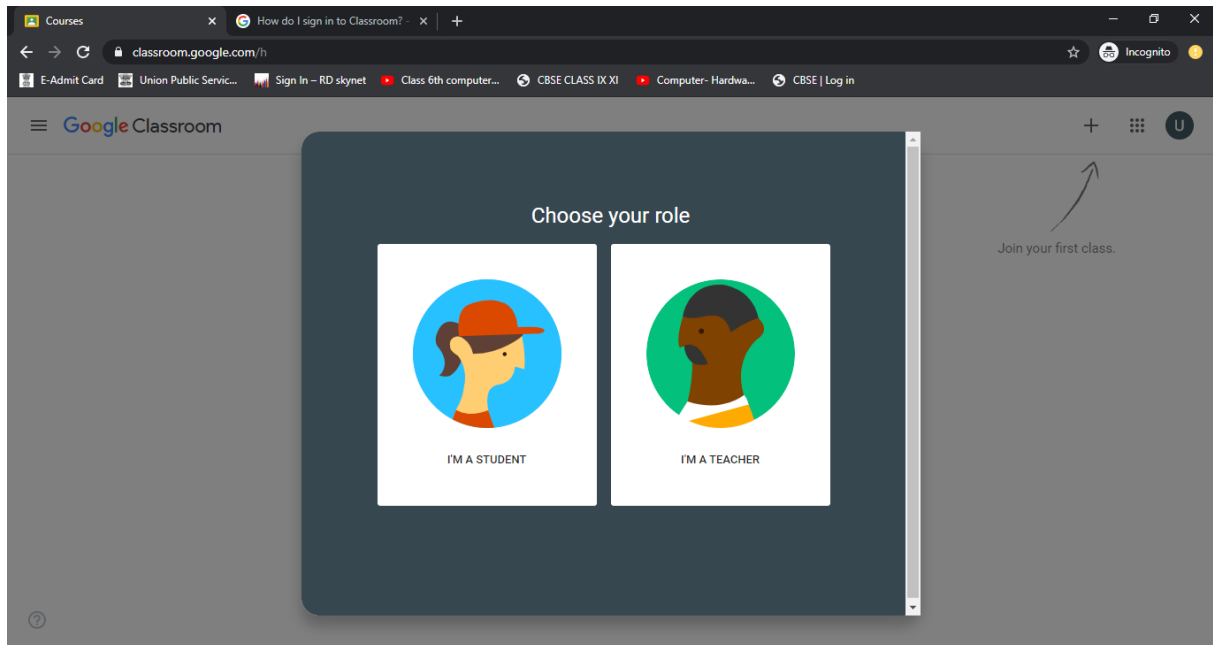 Courses
How do I sign in to Classroom? -
classroom.google.com/h
Incognito
E-Admit Card Union Public Servic... Sign In – RD skynet Class 6th computer... CBSE CLASS IX XI Computer- Hardwa... CBSE | Log in
Google Classroom
U
Choose your role
Join your first class.
I'M A STUDENT I'M A TEACHER